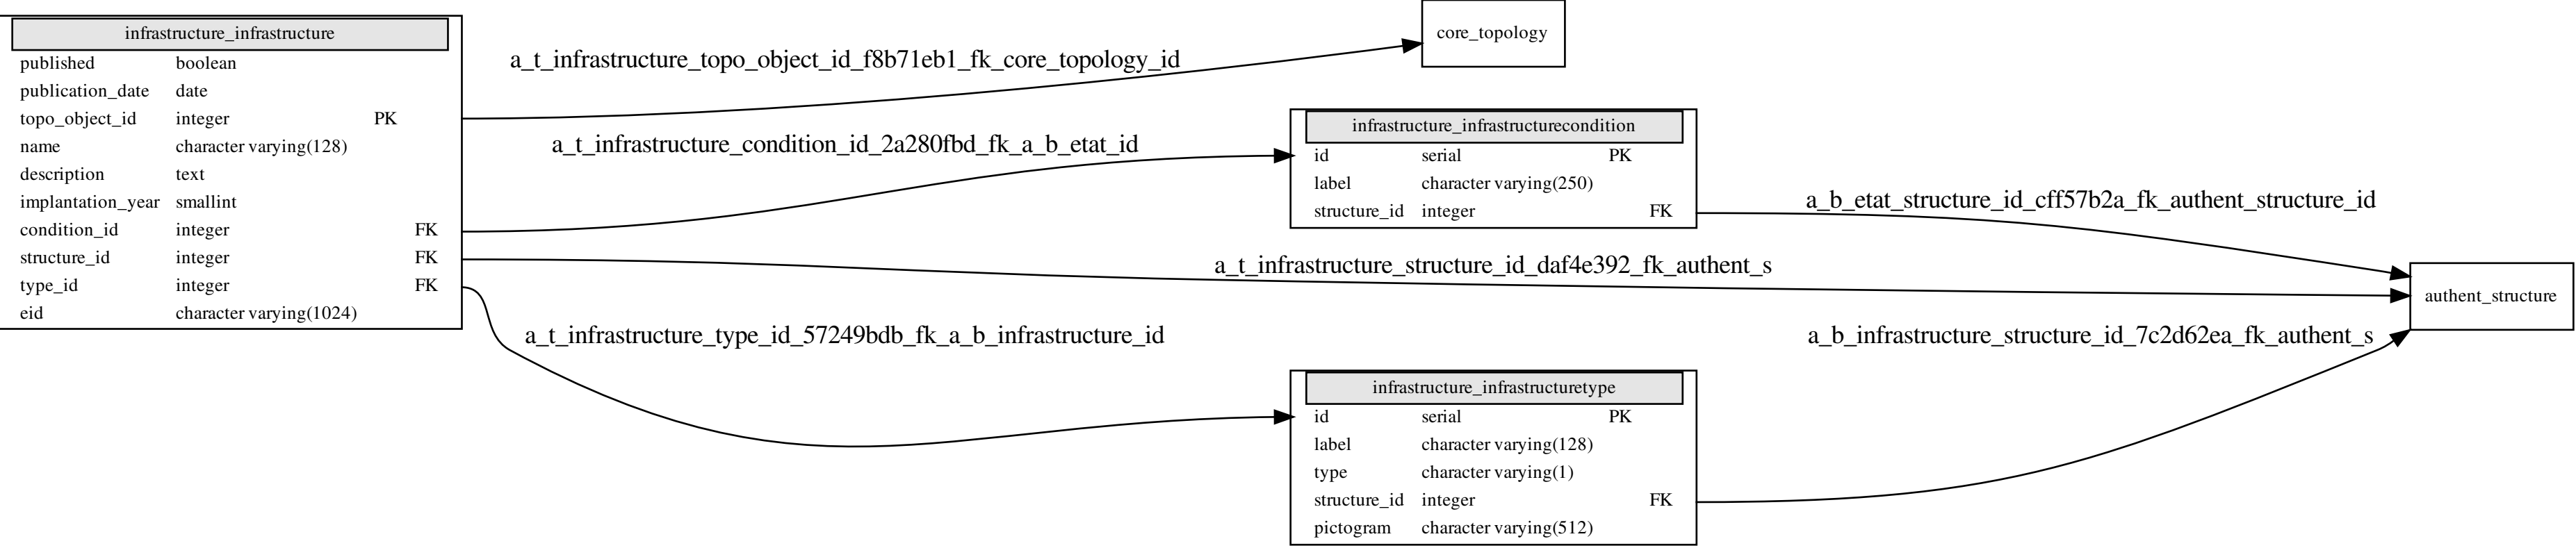 infrastructure_infrastructure
published boolean
publication_date date
topo_object_id integer PK
name character varying(128)
description text
implantation_year smallint
condition_id integer FK
structure_id integer FK
type_id integer FK
eid character varying(1024)
a_t_infrastructure_topo_object_id_f8b71eb1_fk_core_topology_id
core_topology
a_t_infrastructure_condition_id_2a280fbd_fk_a_b_etat_id
infrastructure_infrastructurecondition
id serial PK
label character varying(250)
structure_id integer FK
a_b_etat_structure_id_cff57b2a_fk_authent_structure_id
a_t_infrastructure_structure_id_daf4e392_fk_authent_s
authent_structure
a_t_infrastructure_type_id_57249bdb_fk_a_b_infrastructure_id
a_b_infrastructure_structure_id_7c2d62ea_fk_authent_s
infrastructure_infrastructuretype
id serial PK
label character varying(128)
type character varying(1)
structure_id integer FK
pictogram character varying(512)